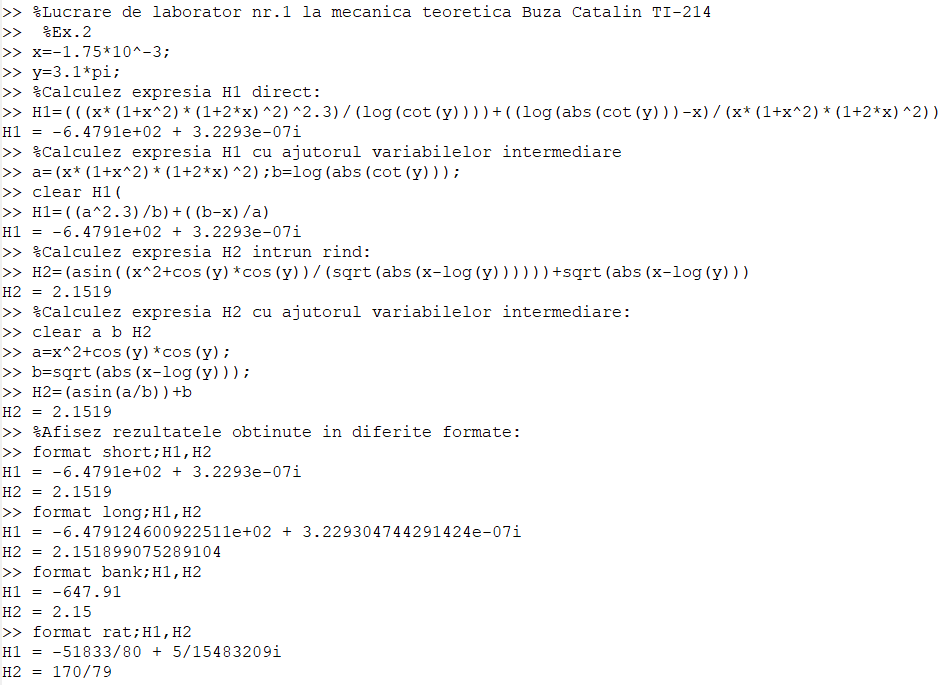 >> %Lucrare de laborator nr.1 la mecanica teoretica Buza Catalin TI-214
>>  %Ex.2
>> x=-1.75*10^-3;
>> y=3.1*pi;
>> %Calculez expresia H1 direct:
>> H1=(((x*(1+x^2)*(1+2*x)^2)^2.3)/(log(cot(y))))+((log(abs(cot(y)))-x)/(x*(1+x^2)*(1+2*x)^2))
H1 = -6.4791e+02 + 3.2293e-07i
>> %Calculez expresia H1 cu ajutorul variabilelor intermediare
>> a=(x*(1+x^2)*(1+2*x)^2);b=log(abs(cot(y)));
>> clear H1(
>> H1=((a^2.3)/b)+((b-x)/a)
H1 = -6.4791e+02 + 3.2293e-07i
>> %Calculez expresia H2 intrun rind:
>> H2=(asin((x^2+cos(y)*cos(y))/(sqrt(abs(x-log(y))))))+sqrt(abs(x-log(y)))
H2 = 2.1519
>> %Calculez expresia H2 cu ajutorul variabilelor intermediare:
>> clear a b H2
>> a=x^2+cos(y)*cos(y);
>> b=sqrt(abs(x-log(y)));
>> H2=(asin(a/b))+b
H2 = 2.1519
>> %Afisez rezultatele obtinute in diferite formate:
>> format short;H1,H2
H1 = -6.4791e+02 + 3.2293e-07i
H2 = 2.1519
>> format long;H1,H2
H1 = -6.479124600922511e+02 + 3.229304744291424e-07i
H2 = 2.151899075289104
>> format bank;H1,H2
H1 = -647.91
H2 = 2.15
>> format rat;H1,H2
H1 = -51833/80 + 5/15483209i
H2 = 170/79